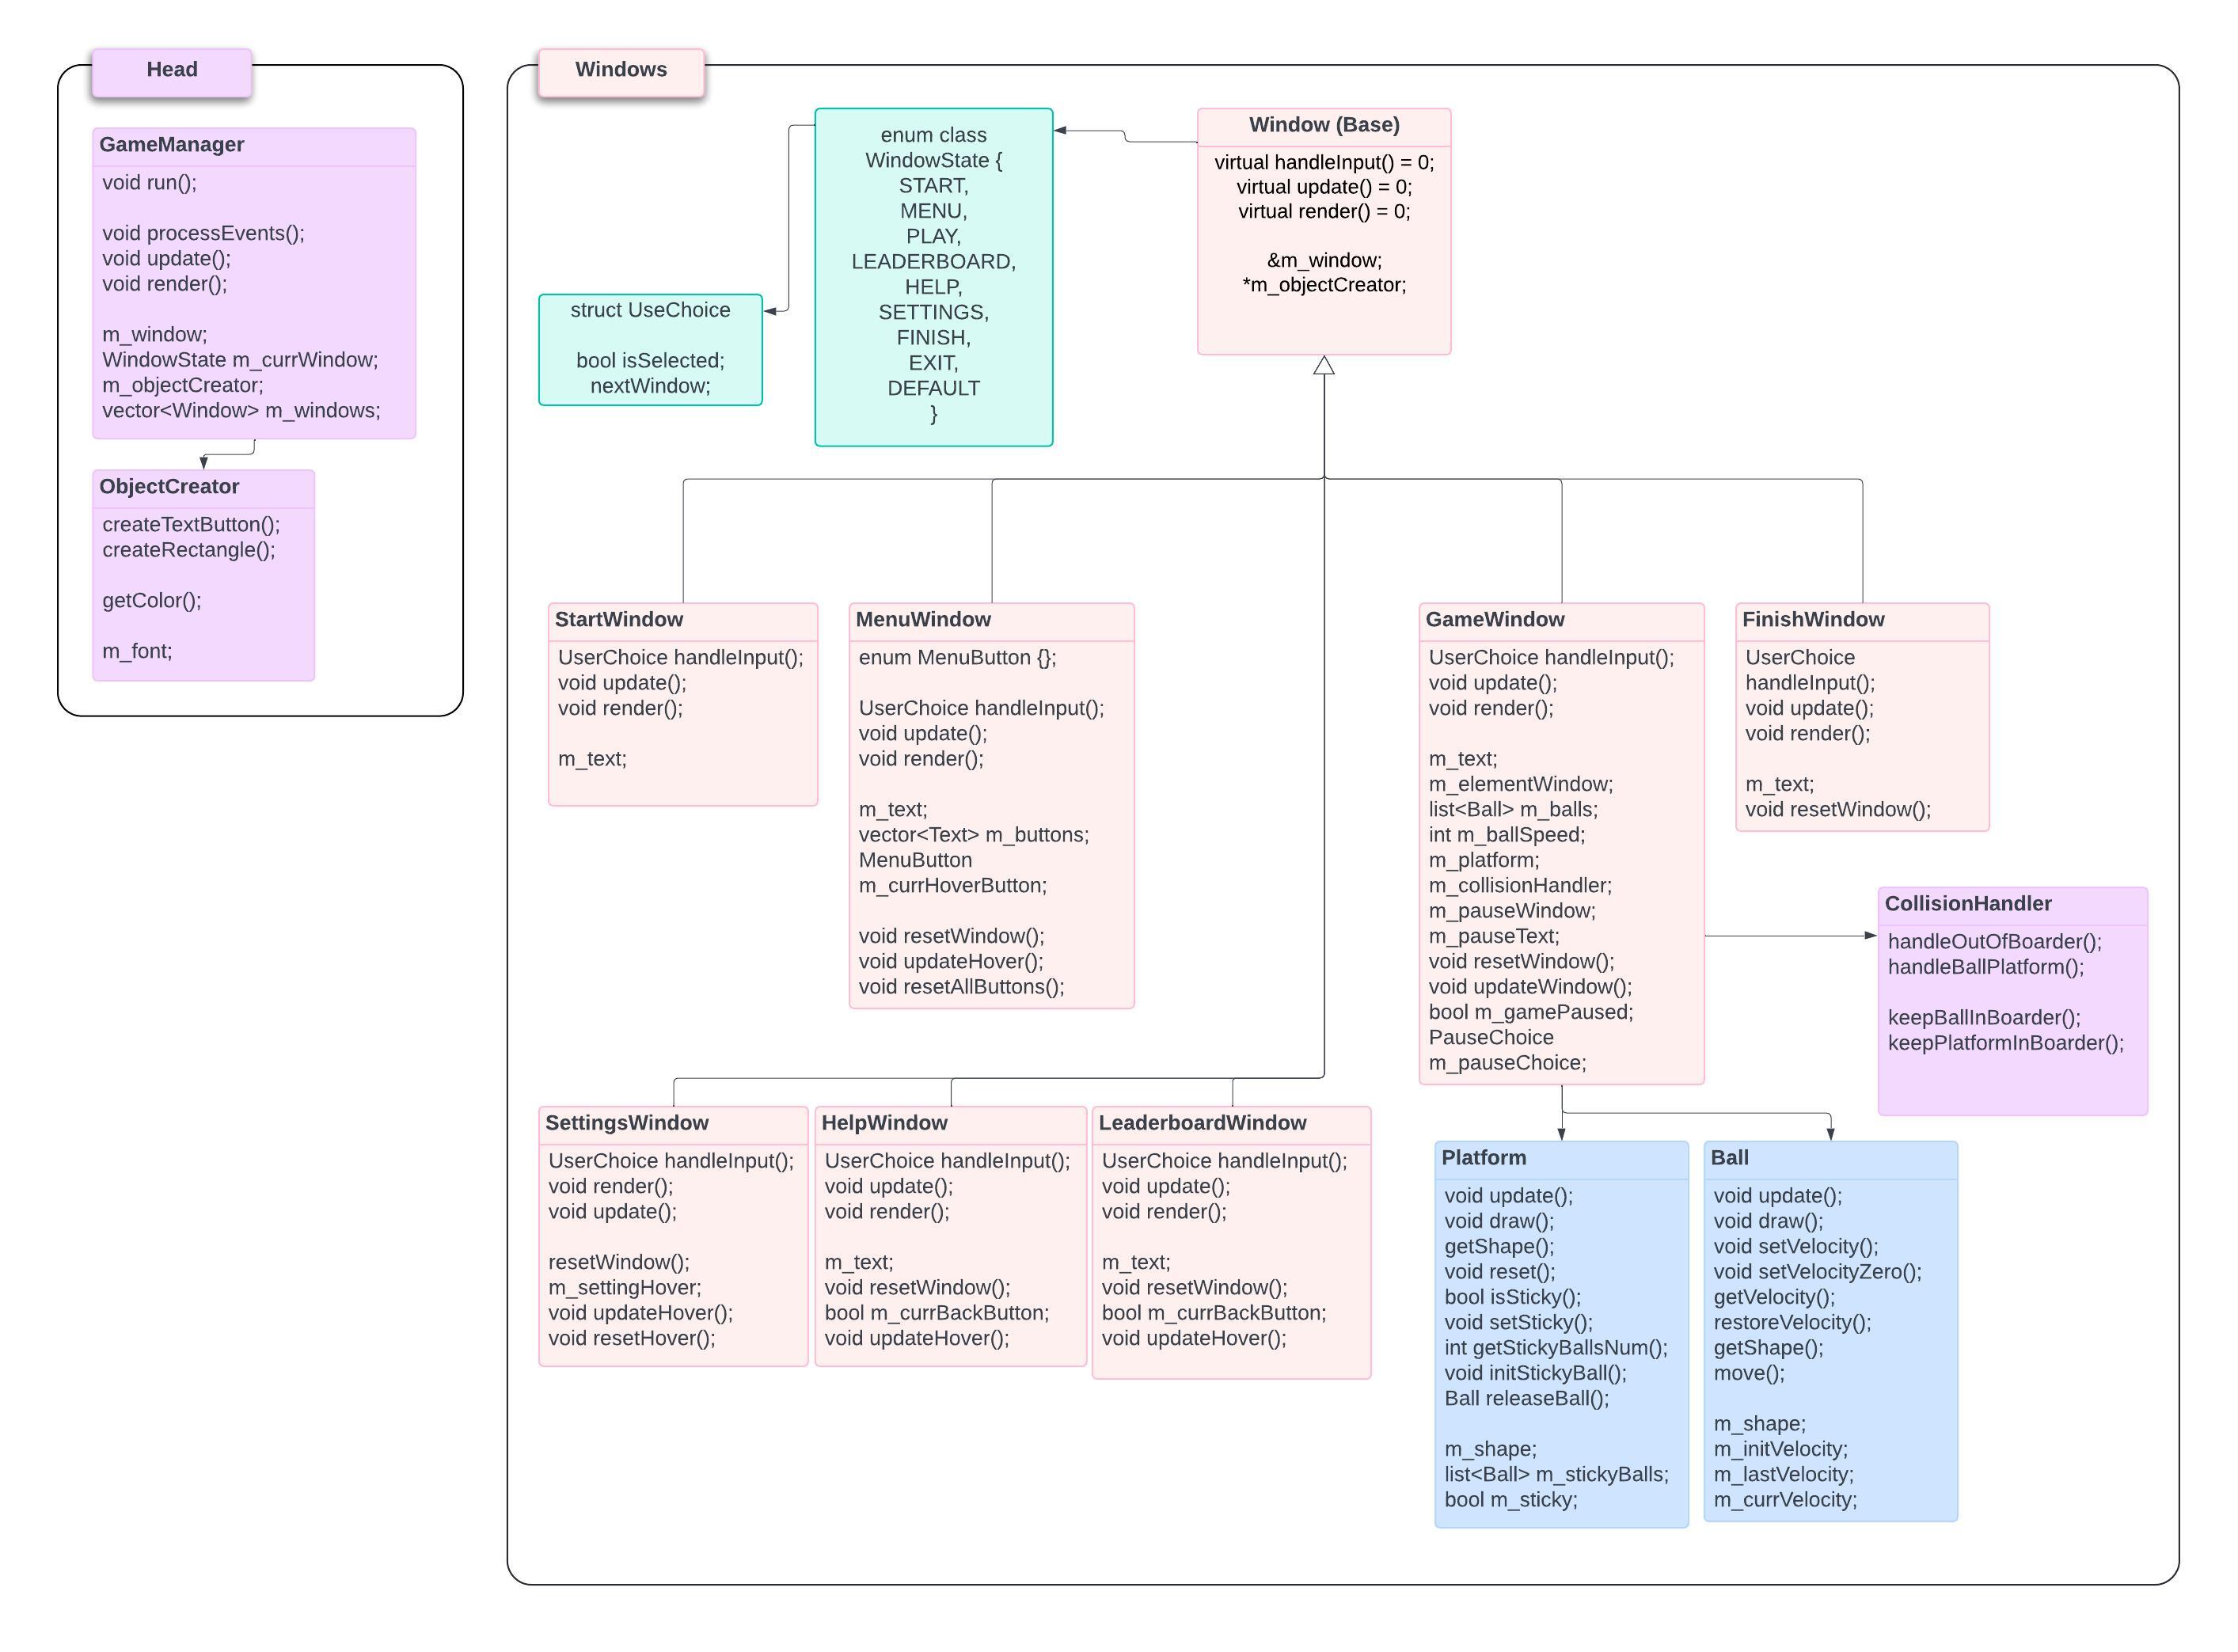 Head
GameManager
void run();
void processEvents();
void update();
void render();
m_window;
WindowState m_currWindow;
m_objectCreator;
vector<Window> m_windows;
ObjectCreator
createTextButton();
createRectangle();
getColor();
m_font;
Windows
struct UseChoice
bool isSelected;
nextWindow;
enum class
WindowState {
START,
MENU,
PLAY,
LEADERBOARD,
HELP,
SETTINGS,
FINISH,
EXIT,
DEFAULT
}
Window (Base)
virtual handleInput() = 0;
virtual update() = 0;
virtual render() = 0;
&m_window;
*m_objectCreator;
StartWindow
UserChoice handleInput();
void update();
void render();
m_text;
MenuWindow
enum MenuButton {};
UserChoice handleInput();
void update();
void render();
m_text;
vector<Text> m_buttons;
MenuButton
m_currHoverButton;
void resetWindow();
void updateHover();
void resetAllButtons();
GameWindow
UserChoice handleInput();
void update();
void render();
m_text;
m_elementWindow;
list<Ball> m_balls;
int m_ballSpeed;
m_platform;
m_collisionHandler;
m_pauseWindow;
m_pauseText;
void resetWindow();
void updateWindow();
bool m_gamePaused;
PauseChoice
m_pauseChoice;
FinishWindow
UserChoice
handleInput();
void update();
void render();
m_text;
void resetWindow();
CollisionHandler
handleOutOfBoarder();
handleBallPlatform();
keepBallInBoarder();
keepPlatformInBoarder();
SettingsWindow
UserChoice handleInput();
void render();
void update();
resetWindow();
m_settingHover;
void updateHover();
void resetHover();
HelpWindow
UserChoice handleInput();
void update();
void render();
m_text;
void resetWindow();
bool m_currBackButton;
void updateHover();
LeaderboardWindow
UserChoice handleInput();
void update();
void render();
m_text;
void resetWindow();
bool m_currBackButton;
void updateHover();
Platform
void update();
void draw();
getShape();
void reset();
bool isSticky();
void setSticky();
int getStickyBallsNum();
void initStickyBall();
Ball releaseBall();
m_shape;
list<Ball> m_stickyBalls;
bool m_sticky;
Ball
void update();
void draw();
void setVelocity();
void setVelocityZero();
getVelocity();
restoreVelocity();
getShape();
move();
m_shape;
m_initVelocity;
m_lastVelocity;
m_currVelocity;